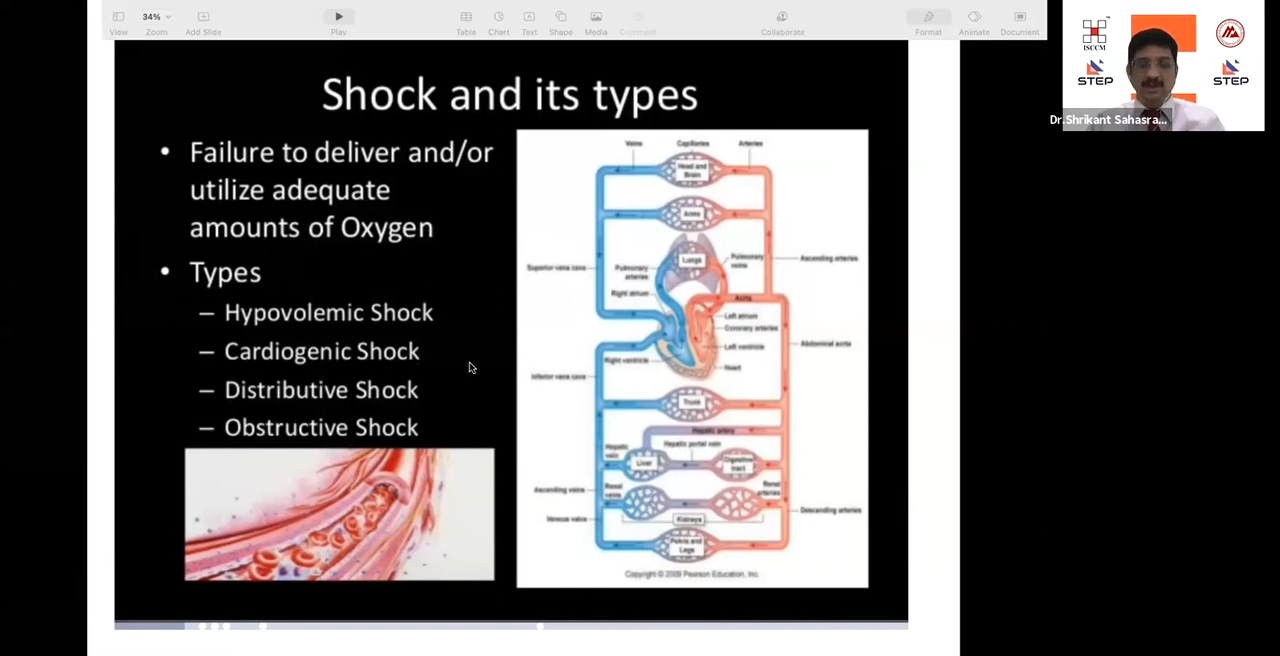 34%
View
Zoom
Add Slide
Play
Table
Chart
Text
Shape
Media
Comment
Collaborate
Format
Animate
Document
ISCCM
STEP
STEP
Dr.Shrikant Sahasra...
Shock and its types
• Failure to deliver and/or
utilize adequate
amounts of Oxygen
• Types
– Hypovolemic Shock
– Cardiogenic Shock
– Distributive Shock
– Obstructive Shock
Veins
Capillaries
Arteries
Head and
Brain
Arms
Lungs
Pulmonary
arteries
Pulmonary
veins
Superior vena cava
Ascending arteries
Right atrium
Aorta
Left atrium
Coronary arteries
Left ventricle
Right ventricle
Heart
Abdominal aorta
Inferior vena cava
Trunk
Hepatic artery
Hepatic
vein
Hepatic portal vein
Liver
Digestive
tract
Ascending veins
Renal
veins
Renal
arteries
Venous valve
Kidneys
Descending arteries
Pelvis and
Legs
Copyright © 2009 Pearson Education, Inc.